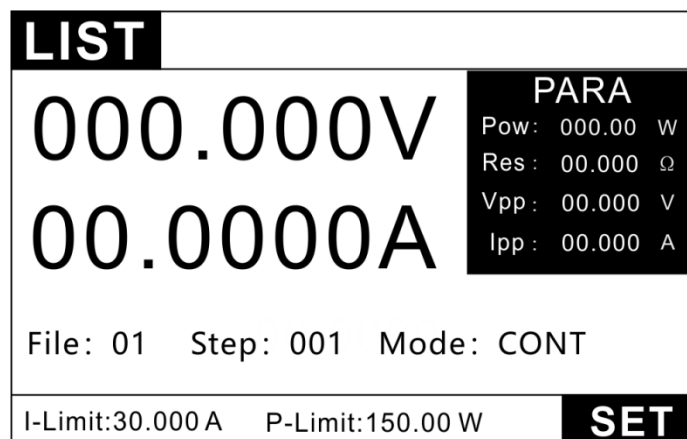 LIST
000.000V
00.0000A
PARA
Pow: 000.00 W
Res: 00.000 Ω
Vpp: 00.000 V
Ipp: 00.000 A
File: 01 Step: 001 Mode: CONT
I-Limit:30.000 A P-Limit:150.00 W SET